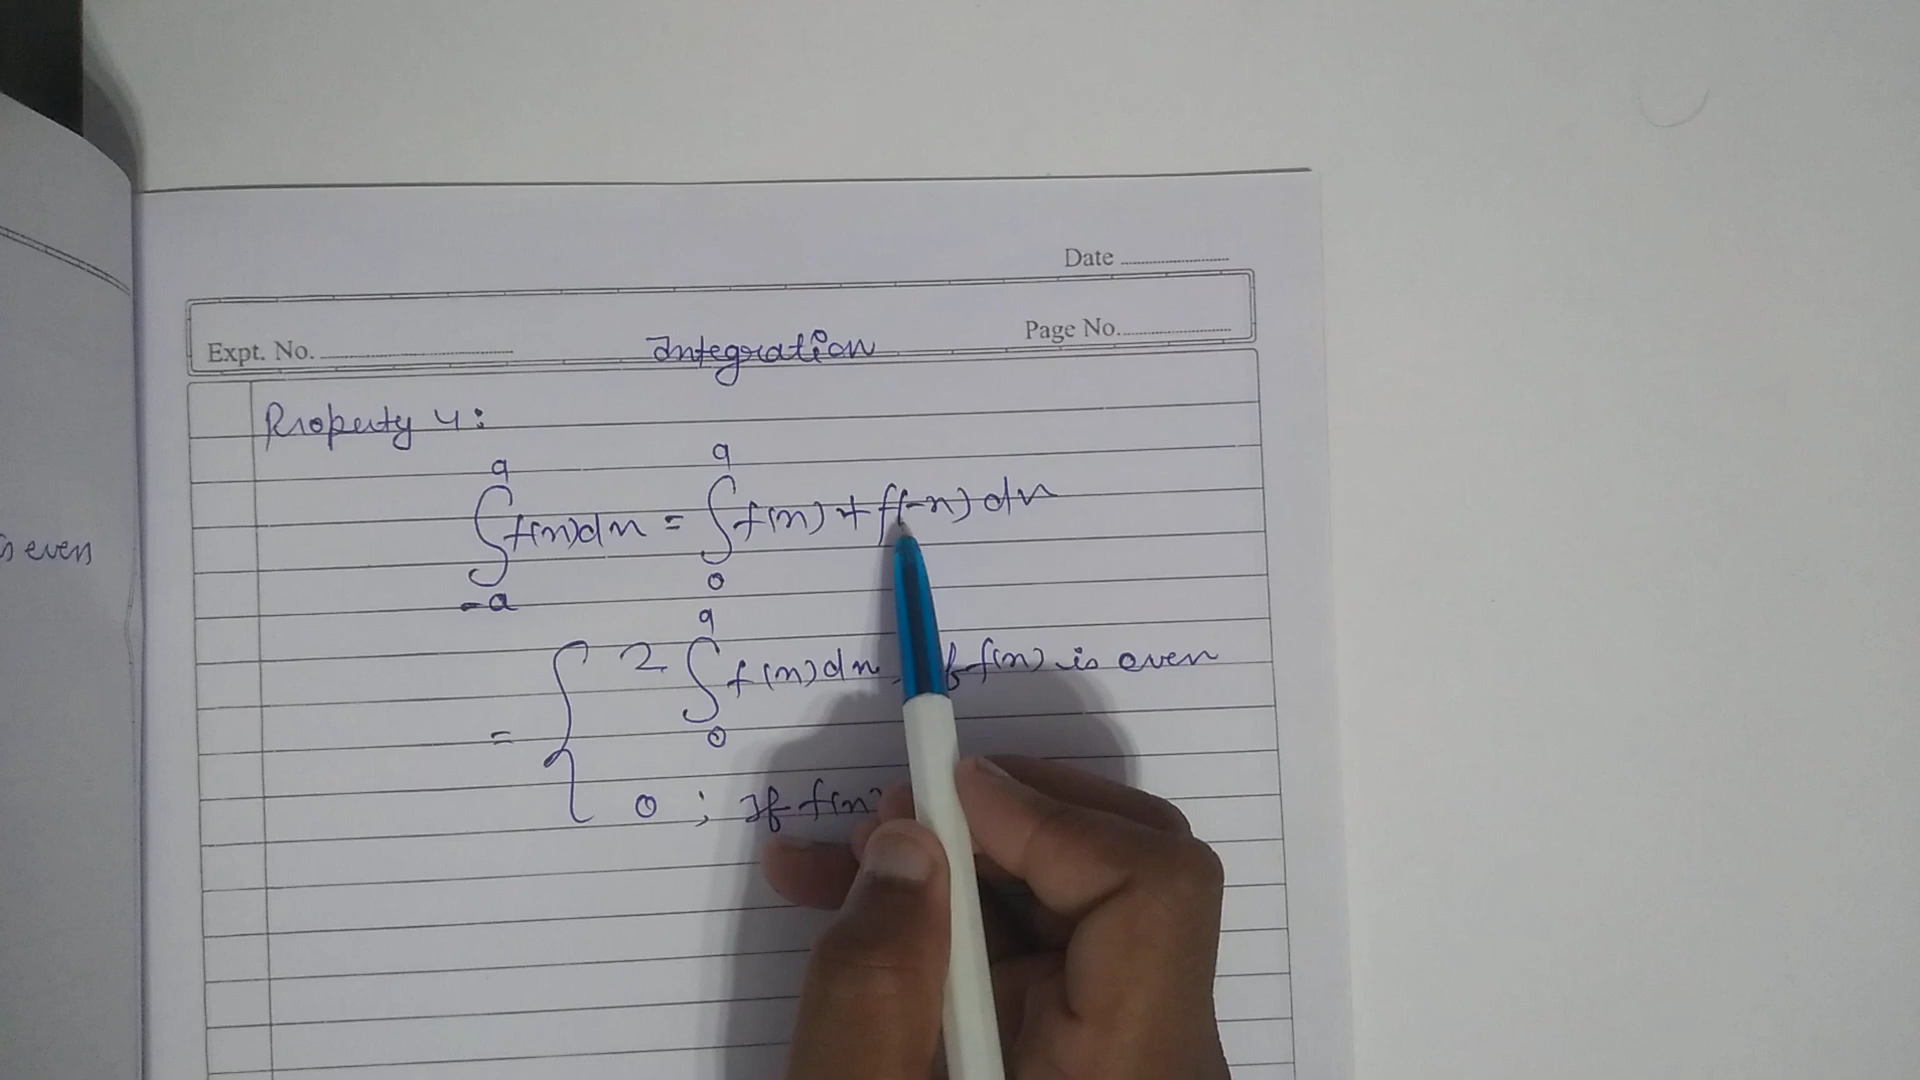 Date
Expt. No. Integration Page No.
Property 4:
∫_{-a}^{a} f(x)dx = ∫_{0}^{a} f(x) + f(-x) dx
= { 2 ∫_{0}^{a} f(x)dx, If f(x) is even
0 ; If f(x)
is even